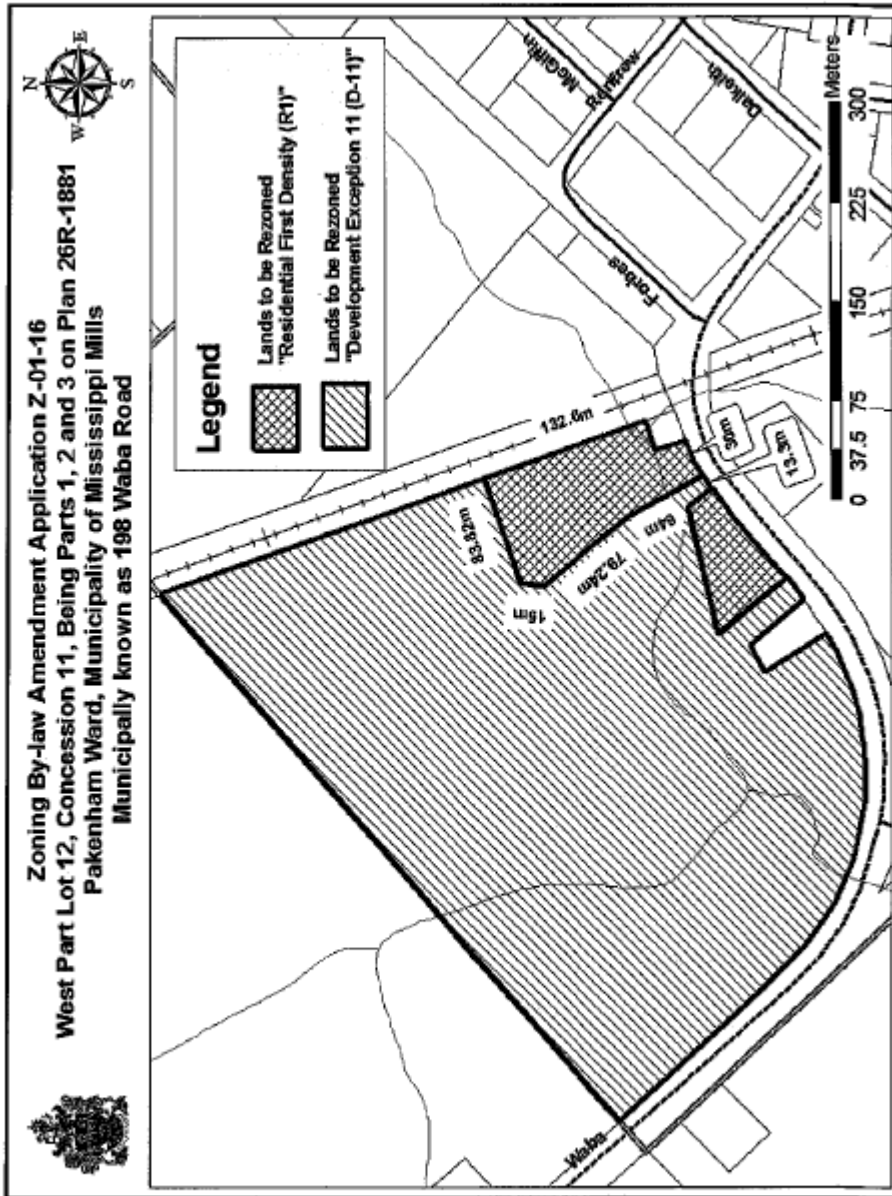 Zoning By-law Amendment Application Z-01-16
West Part Lot 12, Concession 11, Being Parts 1, 2 and 3 on Plan 26R-1881
Pakenham Ward, Municipality of Mississippi Mills
Municipally known as 198 Waba Road
N
E
S
W
Legend
Lands to be Rezoned
"Residential First Density (R1)"
Lands to be Rezoned
"Development Exception 11 (D-11)"
McGiffin
Renfrew
Dalkeith
Forbes
Waba
132.6m
83.82m
15m
79.24m
64m
30m
13.3m
0 37.5 75 150 225 300
Meters